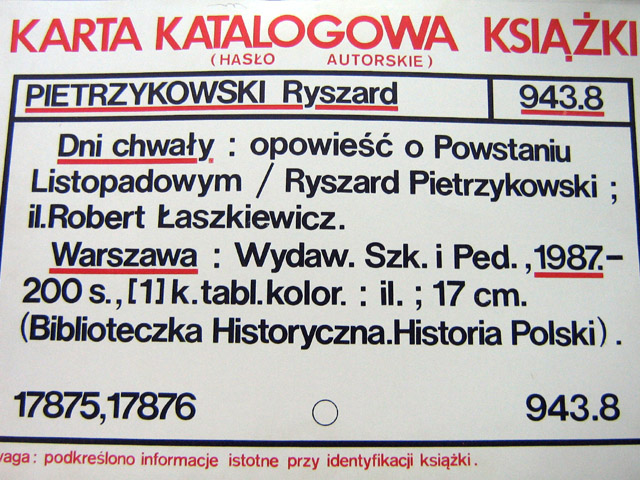 KARTA KATALOGOWA KSIĄŻKI
(HASŁO AUTORSKIE)
PIETRZYKOWSKI Ryszard 943.8
Dni chwały : opowieść o Powstaniu
Listopadowym / Ryszard Pietrzykowski ;
il.Robert Łaszkiewicz.
Warszawa : Wydaw. Szk. i Ped. , 1987.–
200 s., [1] k. tabl. kolor. : il. ; 17 cm.
(Biblioteczka Historyczna.Historia Polski) .
17875,17876 943.8
waga : podkreślono informacje istotne przy identyfikacji książki .